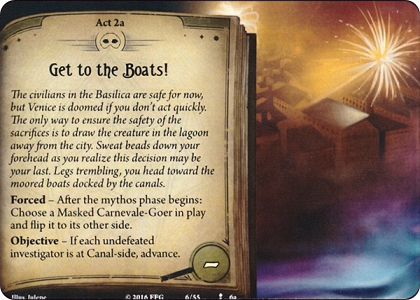 Act 2a
Get to the Boats!
The civilians in the Basilica are safe for now,
but Venice is doomed if you don't act quickly.
The only way to ensure the safety of the
sacrifices is to draw the creature in the lagoon
away from the city. Sweat beads down your
forehead as you realize this decision may be
your last. Legs trembling, you head toward the
moored boats docked by the canals.
Forced – After the mythos phase begins:
Choose a Masked Carnevale-Goer in play
and flip it to its other side.
Objective – If each undefeated
investigator is at Canal-side, advance.
–
Illus. Jalene
© 2016 FFG
6/55
6a